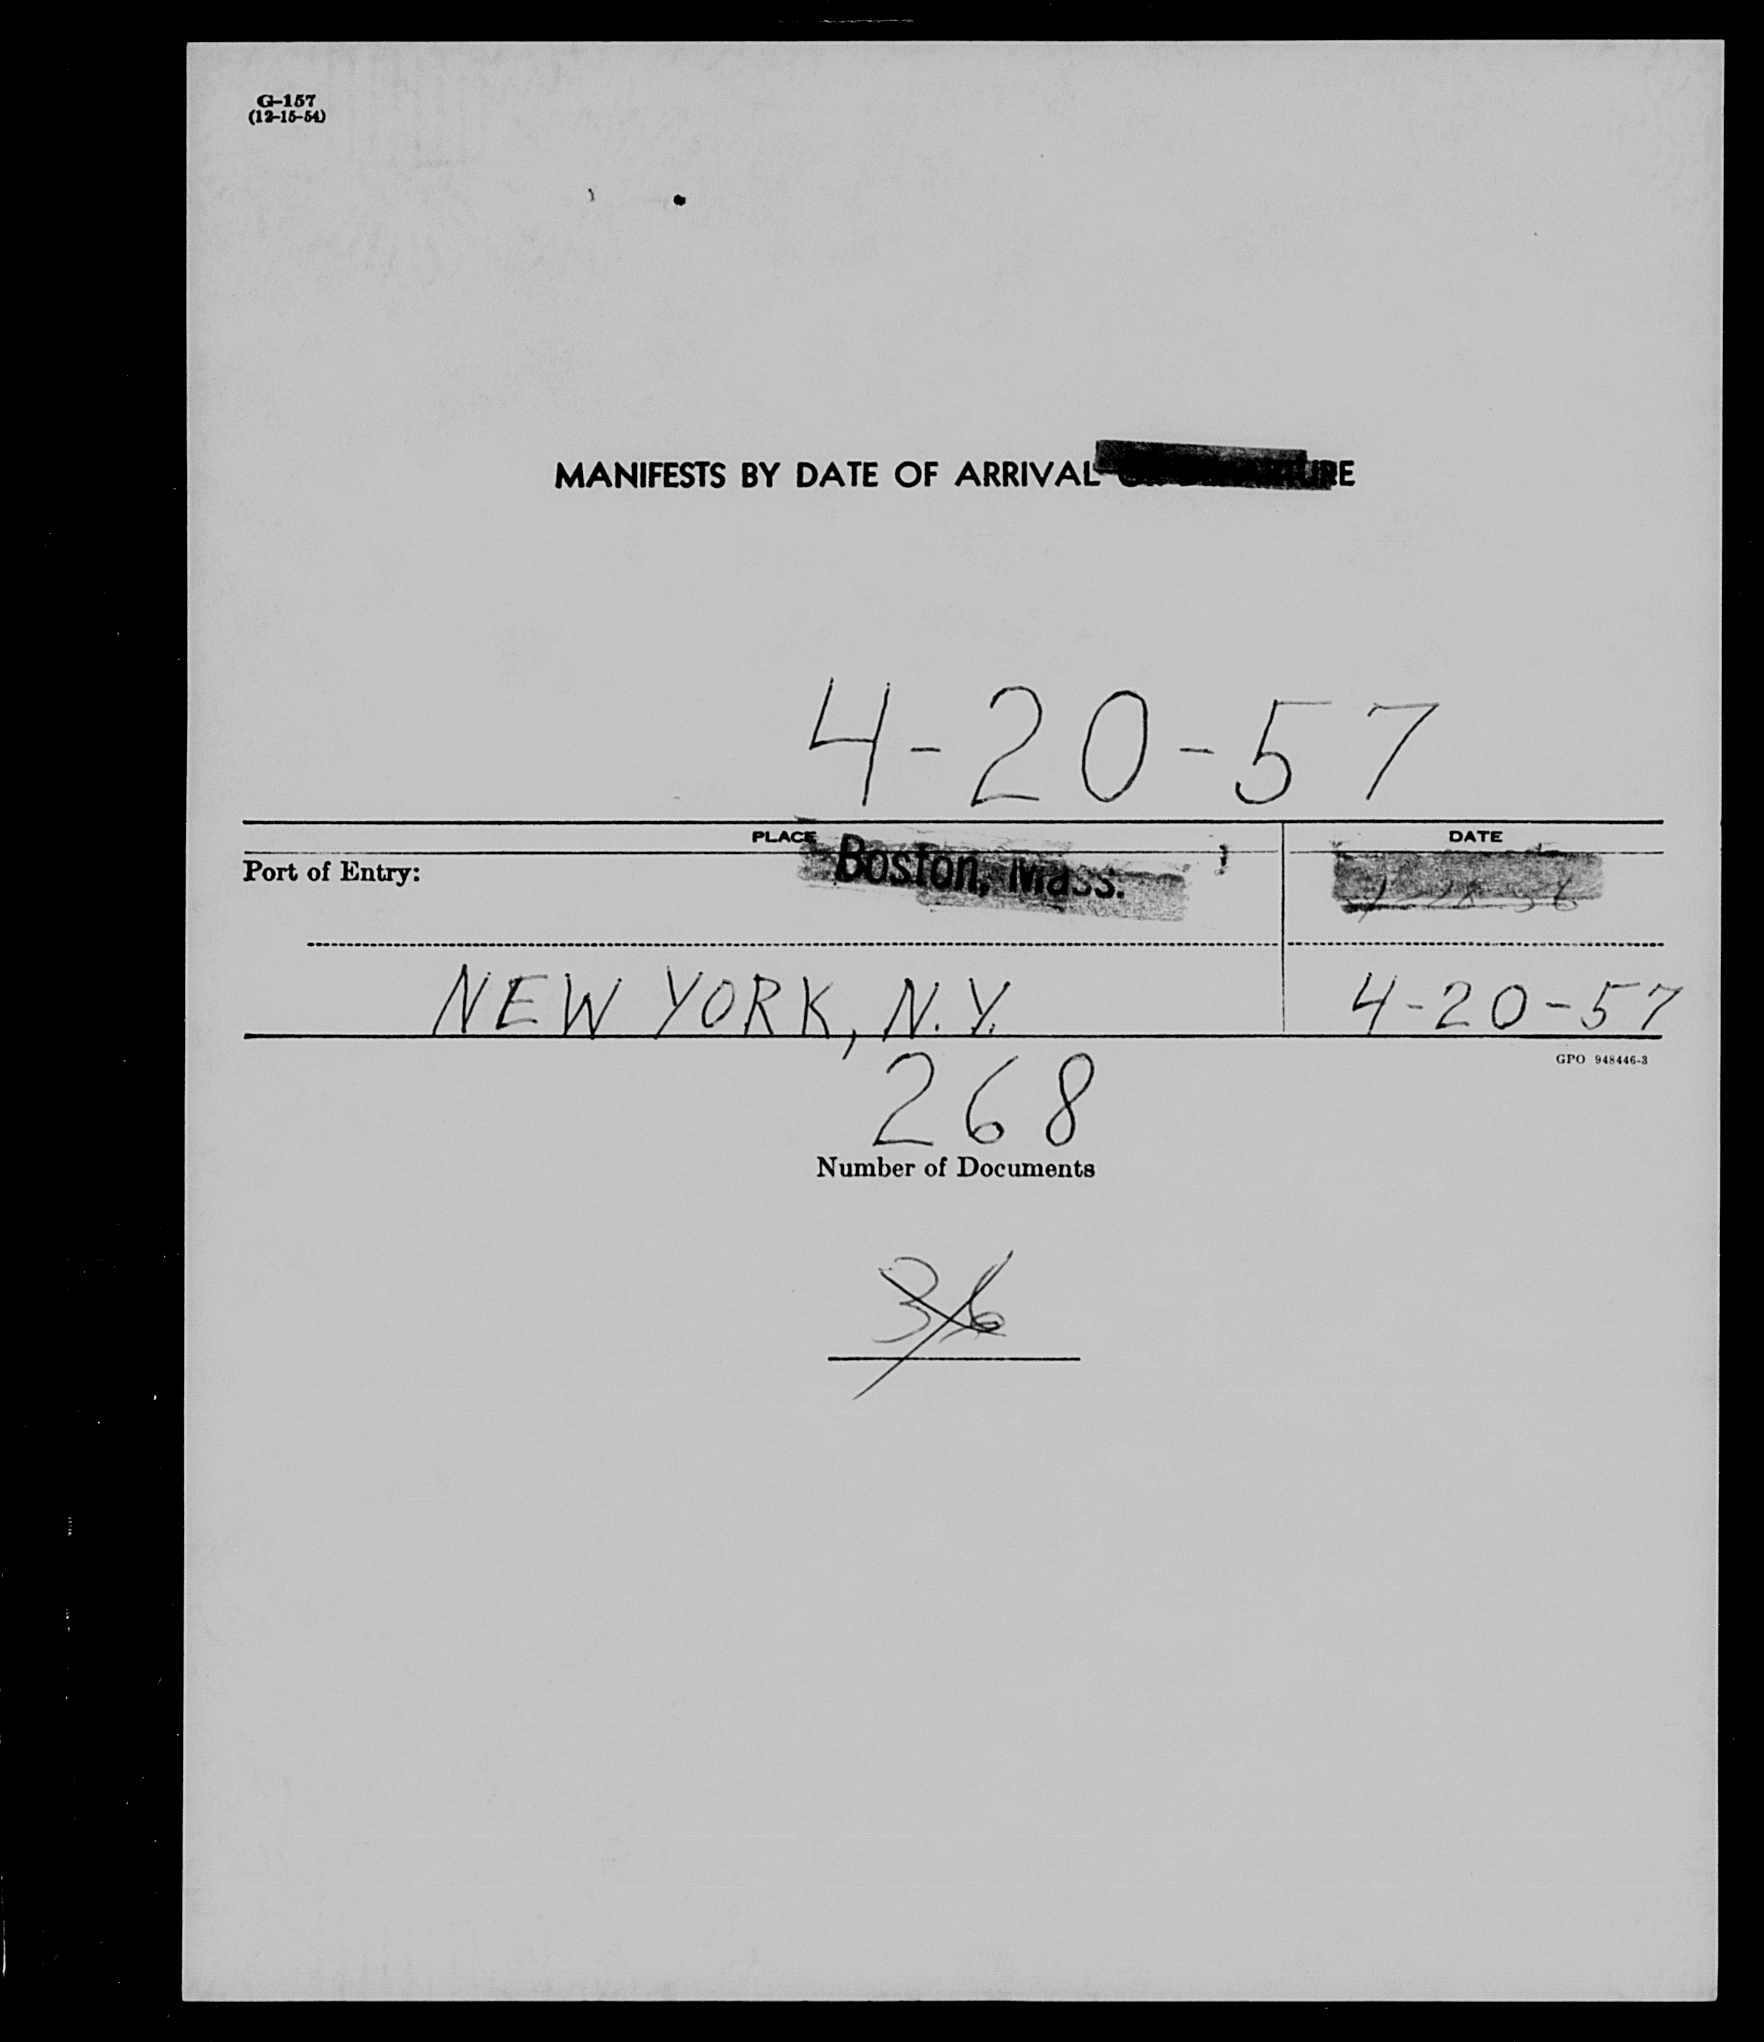 G-157
(12-15-54)
MANIFESTS BY DATE OF ARRIVAL
4-20-57
PLACE DATE
Port of Entry: Boston, Mass.
NEW YORK, N.Y. 4-20-57
GPO 948446-3
268
Number of Documents
36